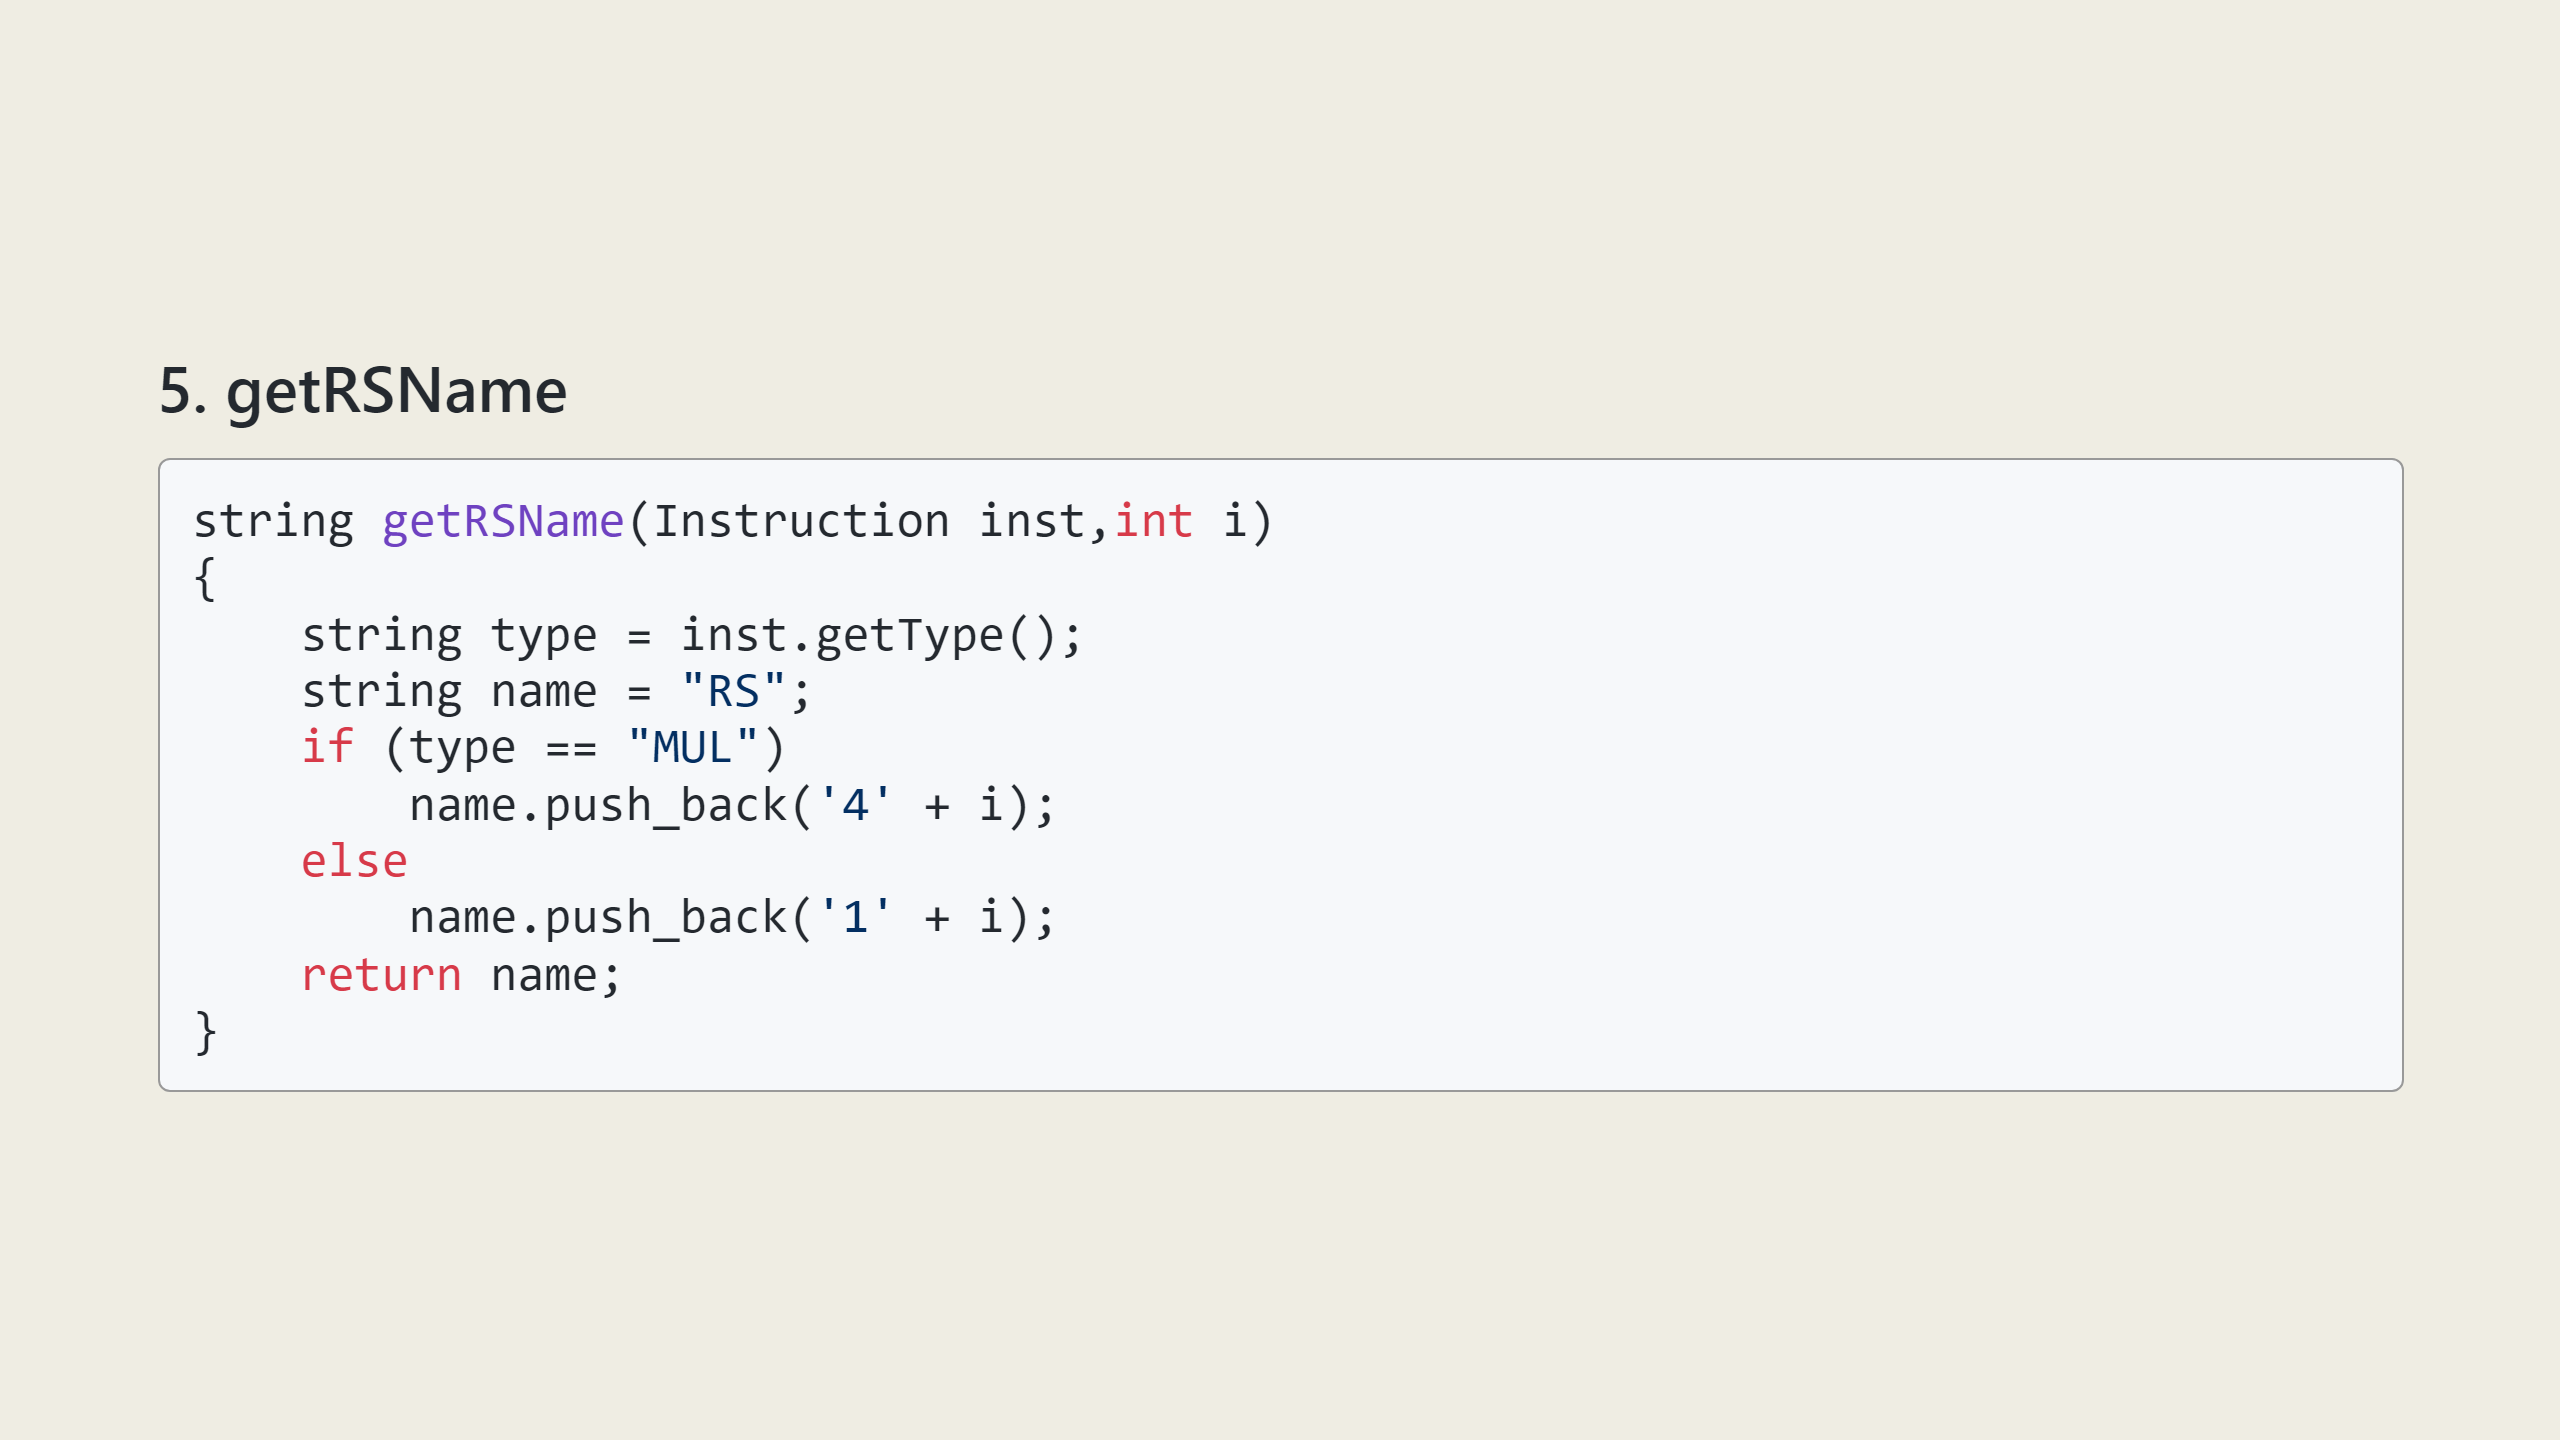 5. getRSName
string getRSName(Instruction inst,int i)
{
    string type = inst.getType();
    string name = "RS";
    if (type == "MUL")
        name.push_back('4' + i);
    else
        name.push_back('1' + i);
    return name;
}